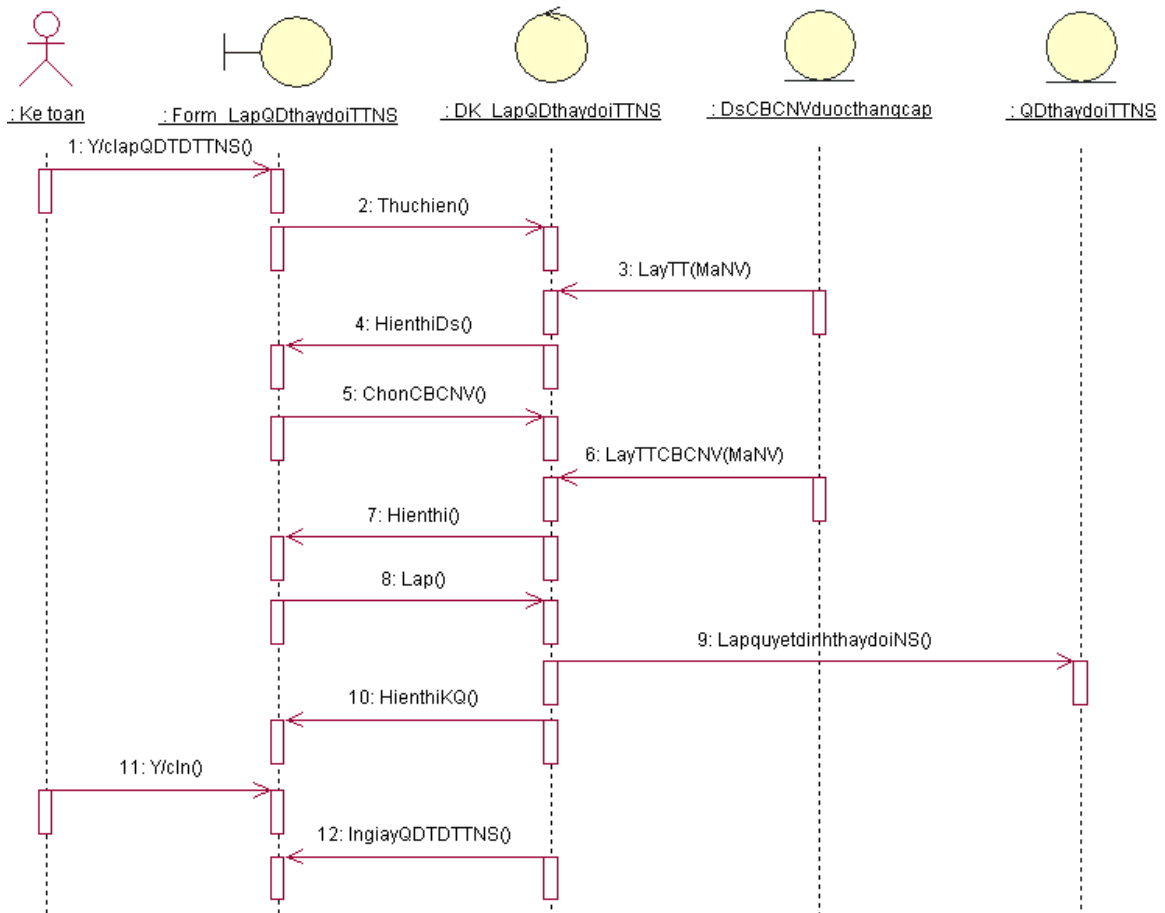 : Ke toan
: Form_LapQDthaydoiTTNS
: DK_LapQDthaydoiTTNS
: DsCBCNVduocthangcap
: QDthaydoiTTNS
1: Y/clapQDTDTTNS()
2: Thuchien()
3: LayTT(MaNV)
4: HienthiDs()
5: ChonCBCNV()
6: LayTTCBCNV(MaNV)
7: Hienthi()
8: Lap()
9: LapquyetdinhthaydoiNS()
10: HienthiKQ()
11: Y/cIn()
12: IngiayQDTDTTNS()